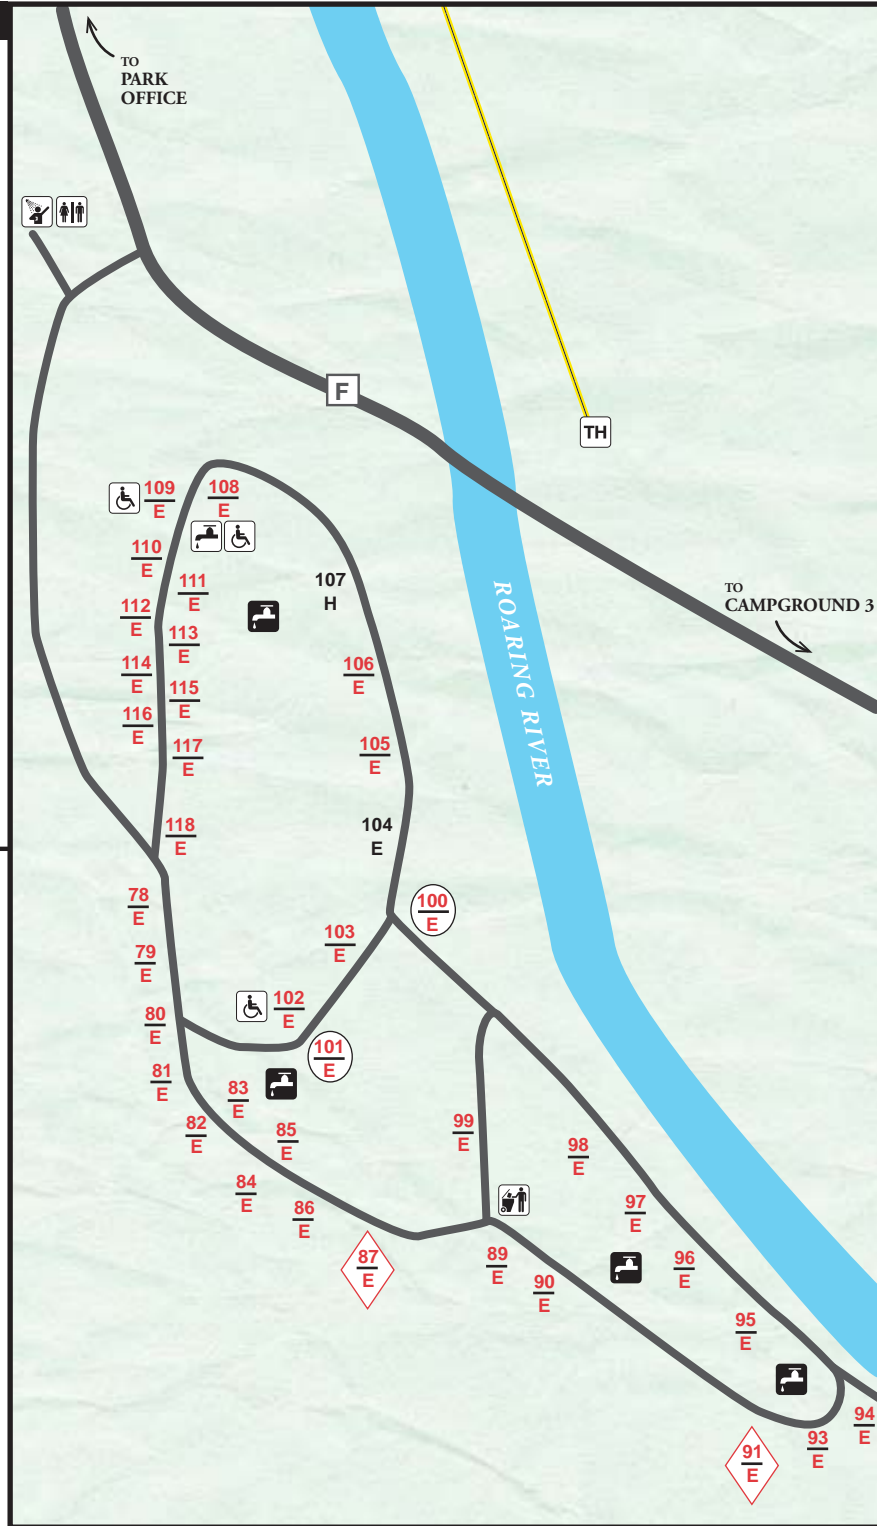 TO
PARK
OFFICE
F
TH
TO
CAMPGROUND 3
ROARING RIVER
109
E
108
E
110
E
111
E
107
H
112
E
113
E
114
E
106
E
115
E
116
E
117
E
105
E
118
E
104
E
78
E
100
E
103
E
79
E
102
E
80
E
101
E
81
E
83
E
82
E
85
E
99
E
98
E
84
E
86
E
97
E
87
E
89
E
96
E
90
E
95
E
94
E
93
E
91
E